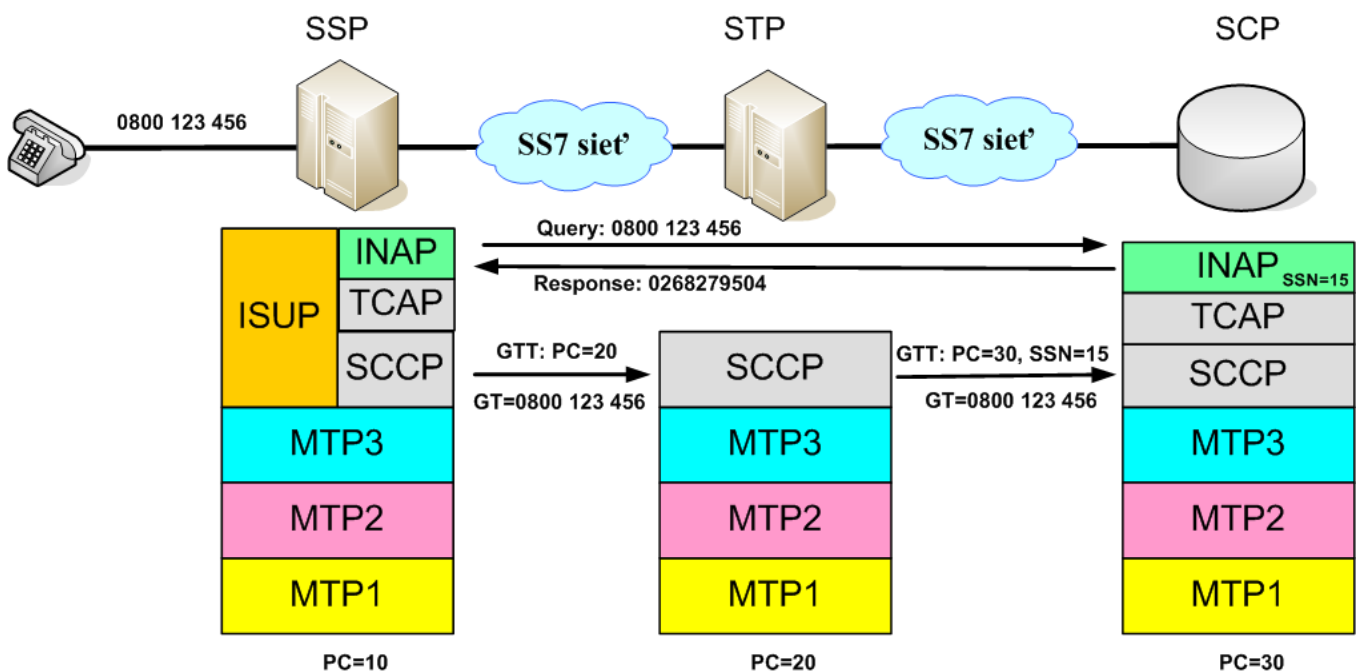 SSP
STP
SCP
0800 123 456
SS7 sieť
SS7 sieť
Query: 0800 123 456
Response: 0268279504
ISUP
INAP
TCAP
SCCP
MTP3
MTP2
MTP1
PC=10
GTT: PC=20
GT=0800 123 456
SCCP
MTP3
MTP2
MTP1
PC=20
GTT: PC=30, SSN=15
GT=0800 123 456
INAP SSN=15
TCAP
SCCP
MTP3
MTP2
MTP1
PC=30